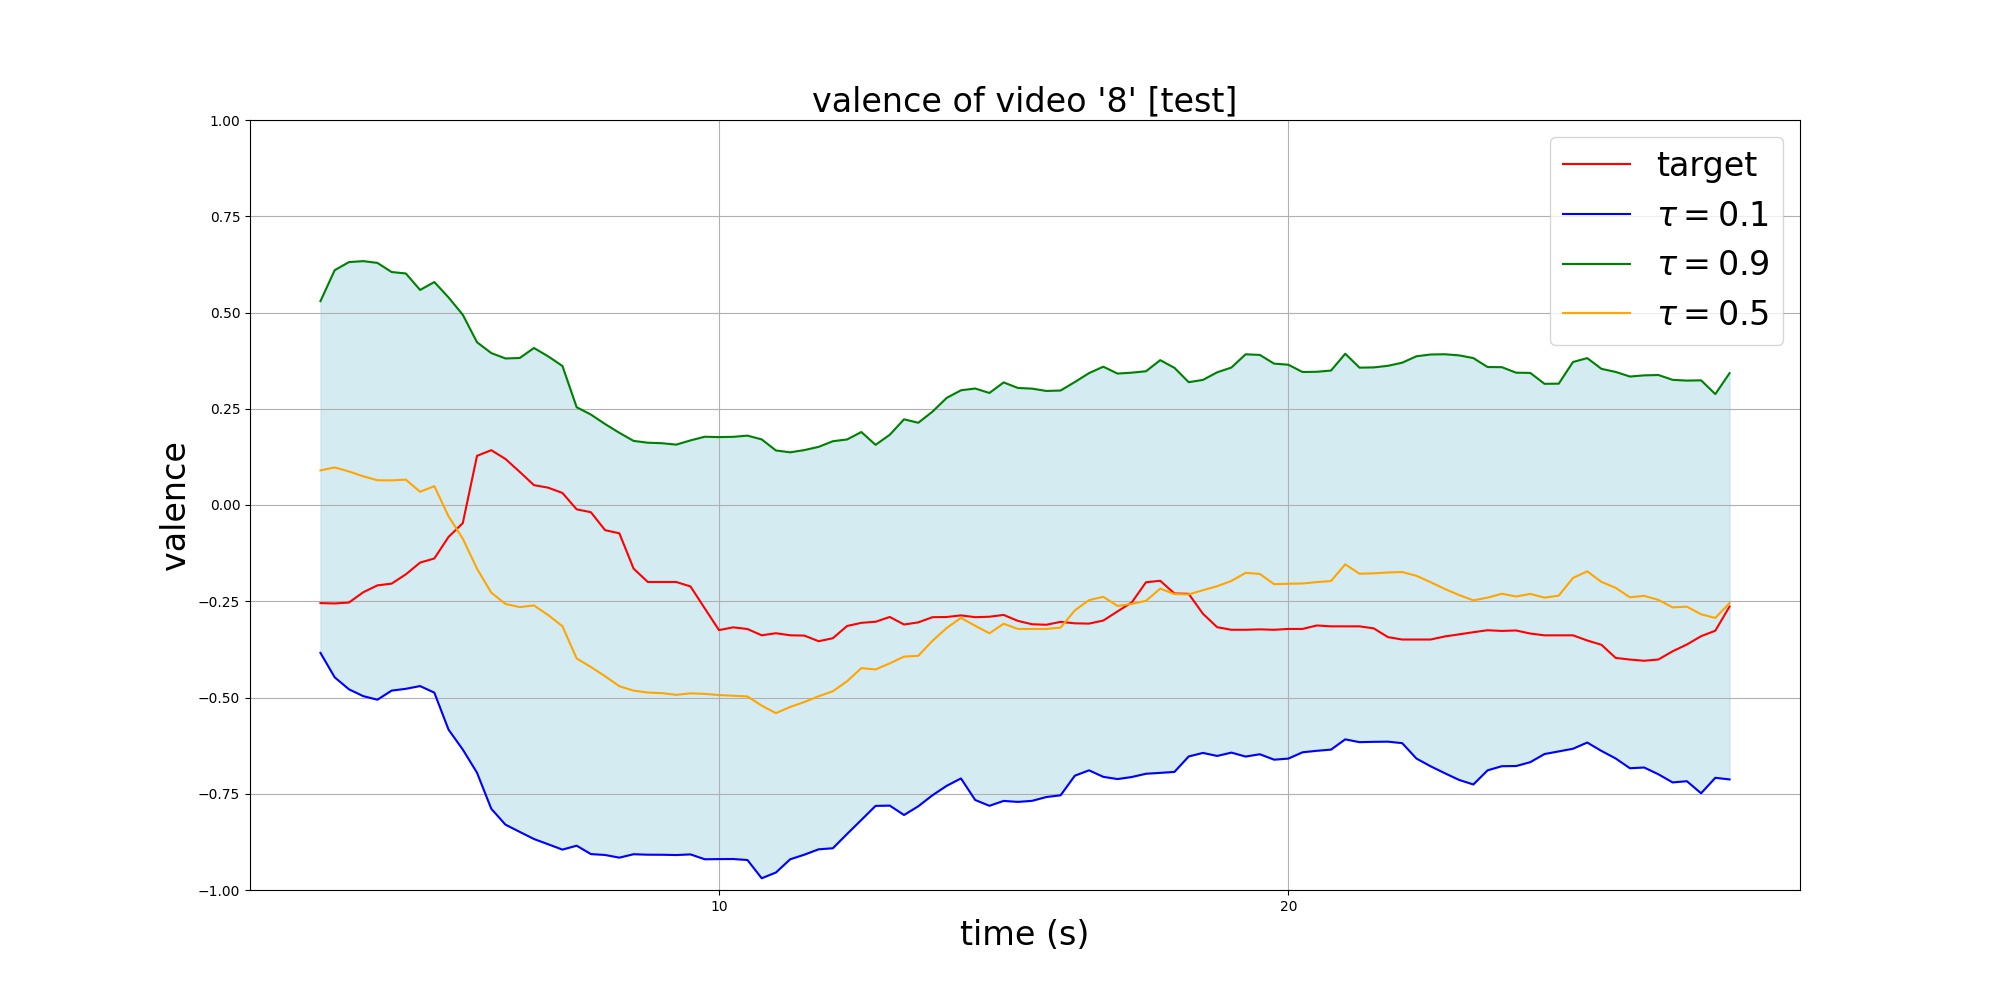 valence of video '8' [test]
1.00
0.75
0.50
0.25
0.00
−0.25
−0.50
−0.75
−1.00
valence
10
20
time (s)
target
τ = 0.1
τ = 0.9
τ = 0.5